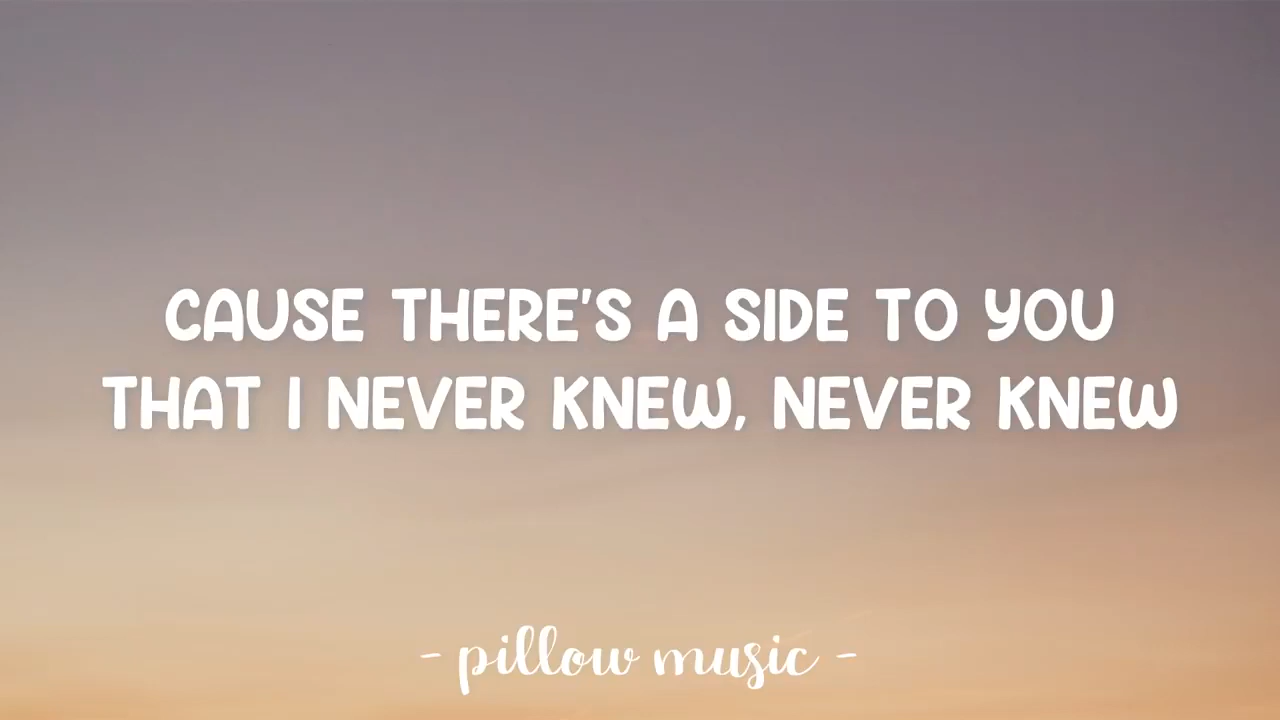 CAUSE THERE'S A SIDE TO YOU
THAT I NEVER KNEW, NEVER KNEW
- pillow music -